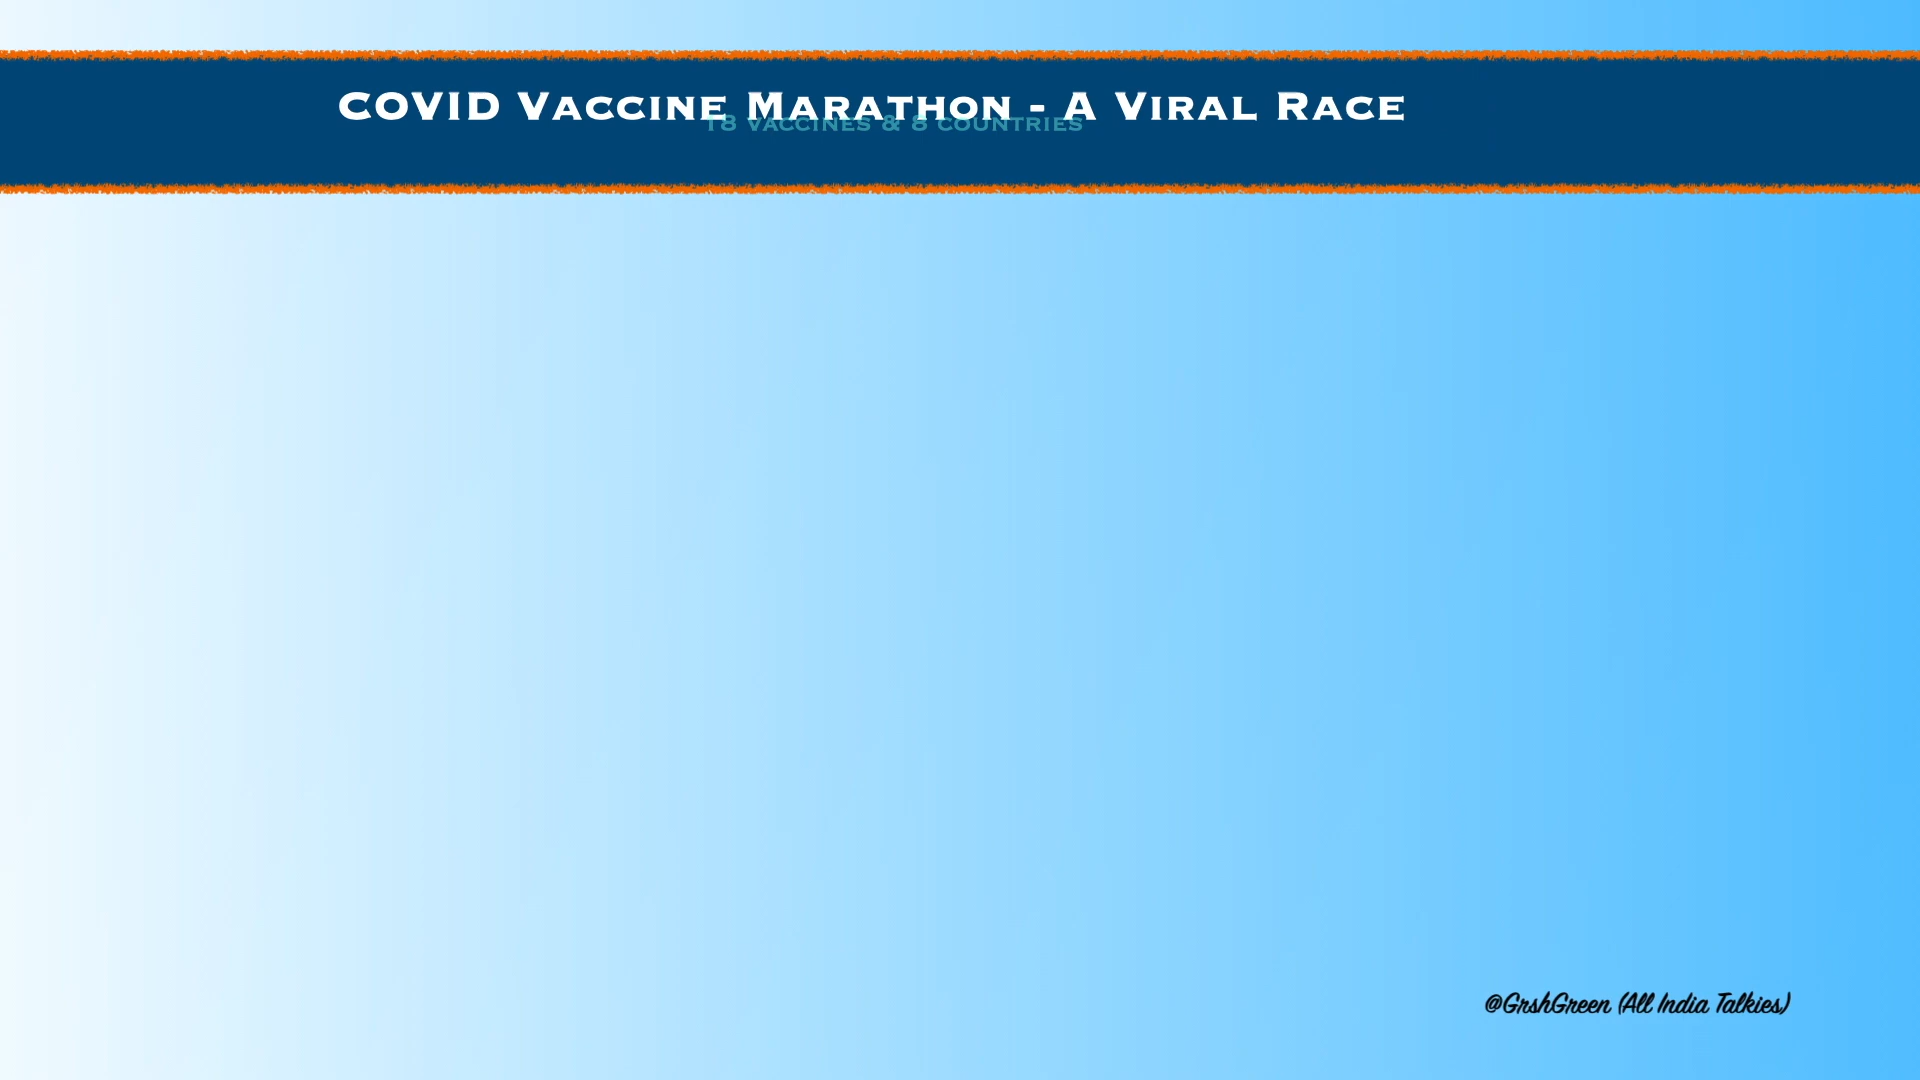 COVID Vaccine Marathon - A Viral Race
18 vaccines & 8 countries
@GrshGreen (All India Talkies)